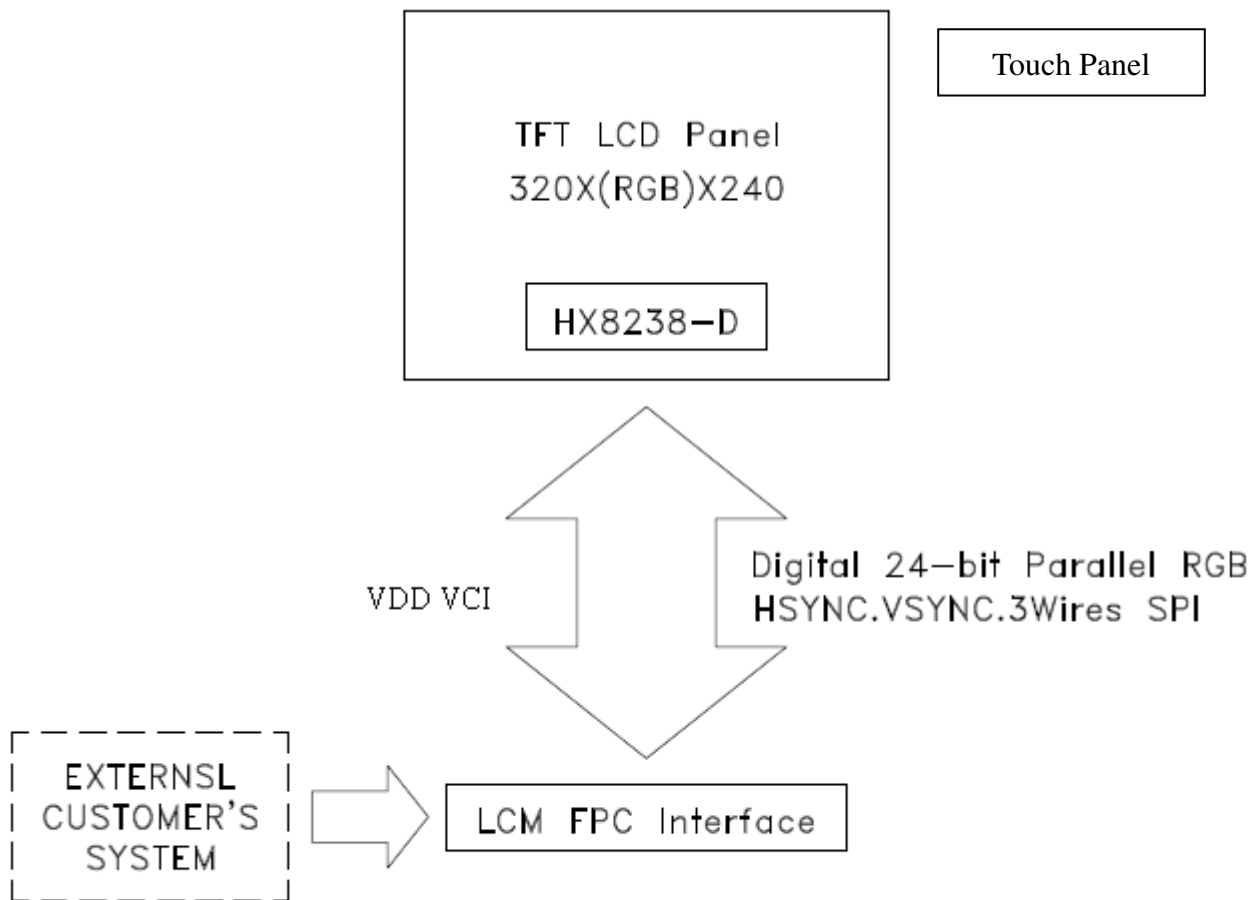 Touch Panel
TFT LCD Panel
320X(RGB)X240
HX8238-D
VDD VCI
Digital 24-bit Parallel RGB
HSYNC.VSYNC.3Wires SPI
EXTERNSL
CUSTOMER'S
SYSTEM
LCM FPC Interface